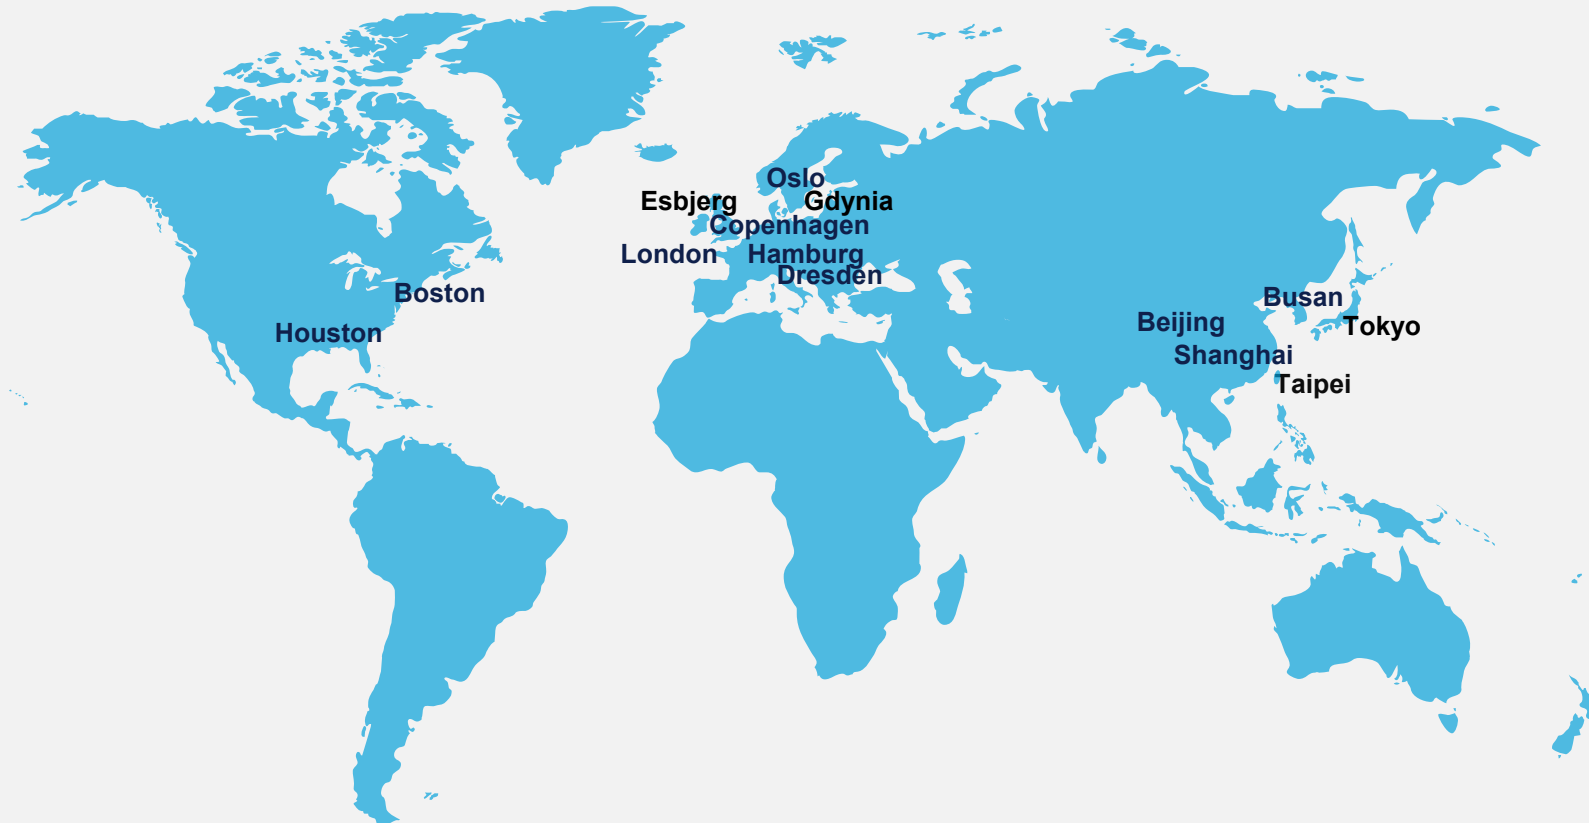 Oslo
Esbjerg
Gdynia
Copenhagen
London
Hamburg
Dresden
Boston
Houston
Busan
Beijing
Tokyo
Shanghai
Taipei